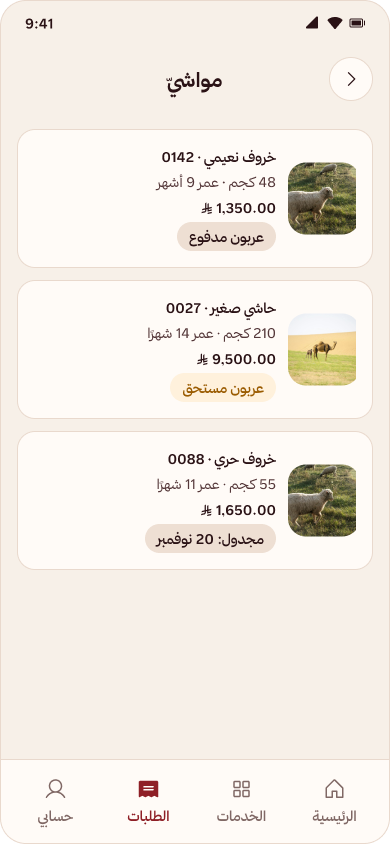 9:41
مواشيّ
خروف نعيمي · 0142
48 كجم · عمر 9 أشهر
1,350.00 ⃁
عربون مدفوع
حاشي صغير · 0027
210 كجم · عمر 14 شهرًا
9,500.00 ⃁
عربون مستحق
خروف حري · 0088
55 كجم · عمر 11 شهرًا
1,650.00 ⃁
مجدول: 20 نوفمبر
الرئيسية
الخدمات
الطلبات
حسابي